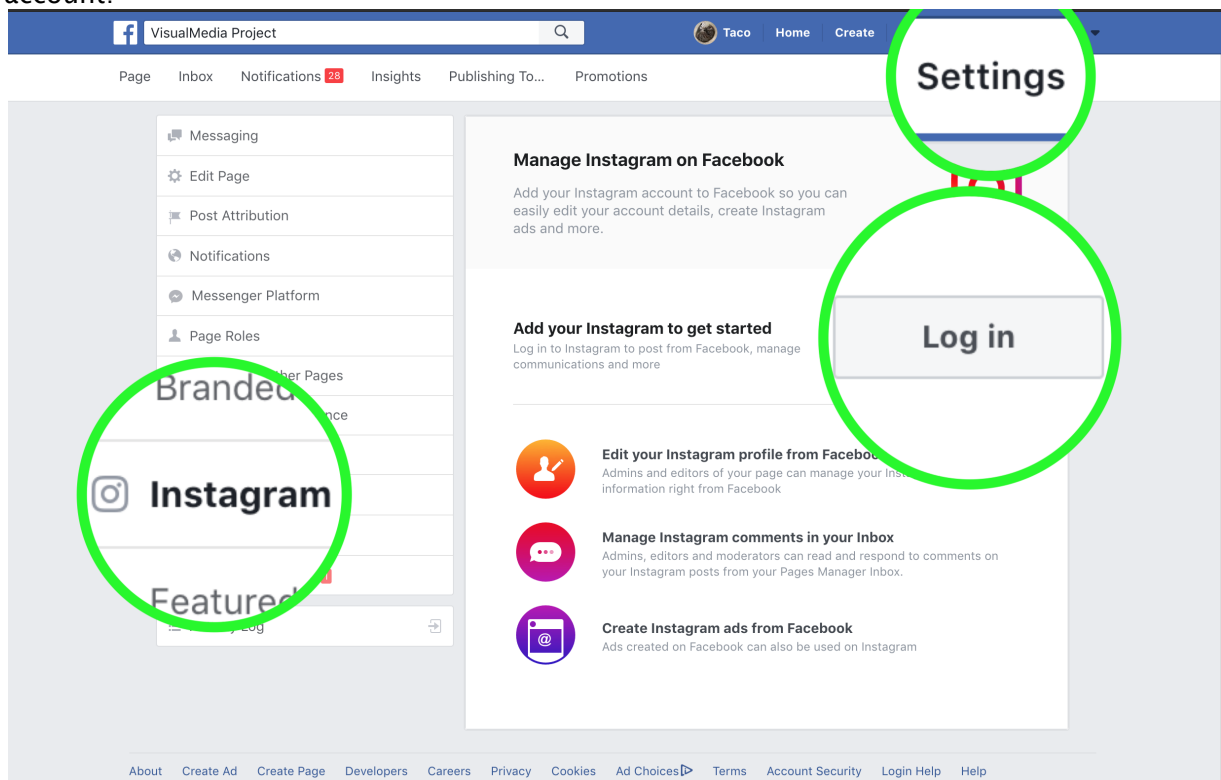 account.
VisualMedia Project
Taco Home Create
Page Inbox Notifications 28 Insights Publishing To... Promotions
Settings
Messaging
Edit Page
Post Attribution
Notifications
Messenger Platform
Page Roles
her Pages
Branded
nce
Instagram
Featured
Log
Manage Instagram on Facebook
Add your Instagram account to Facebook so you can
easily edit your account details, create Instagram
ads and more.
Add your Instagram to get started
Log in to Instagram to post from Facebook, manage
communications and more
Log in
Edit your Instagram profile from Faceboo
Admins and editors of your page can manage your Inst
information right from Facebook
Manage Instagram comments in your Inbox
Admins, editors and moderators can read and respond to comments on
your Instagram posts from your Pages Manager Inbox.
@
Create Instagram ads from Facebook
Ads created on Facebook can also be used on Instagram
About Create Ad Create Page Developers Careers Privacy Cookies Ad Choices Terms Account Security Login Help Help